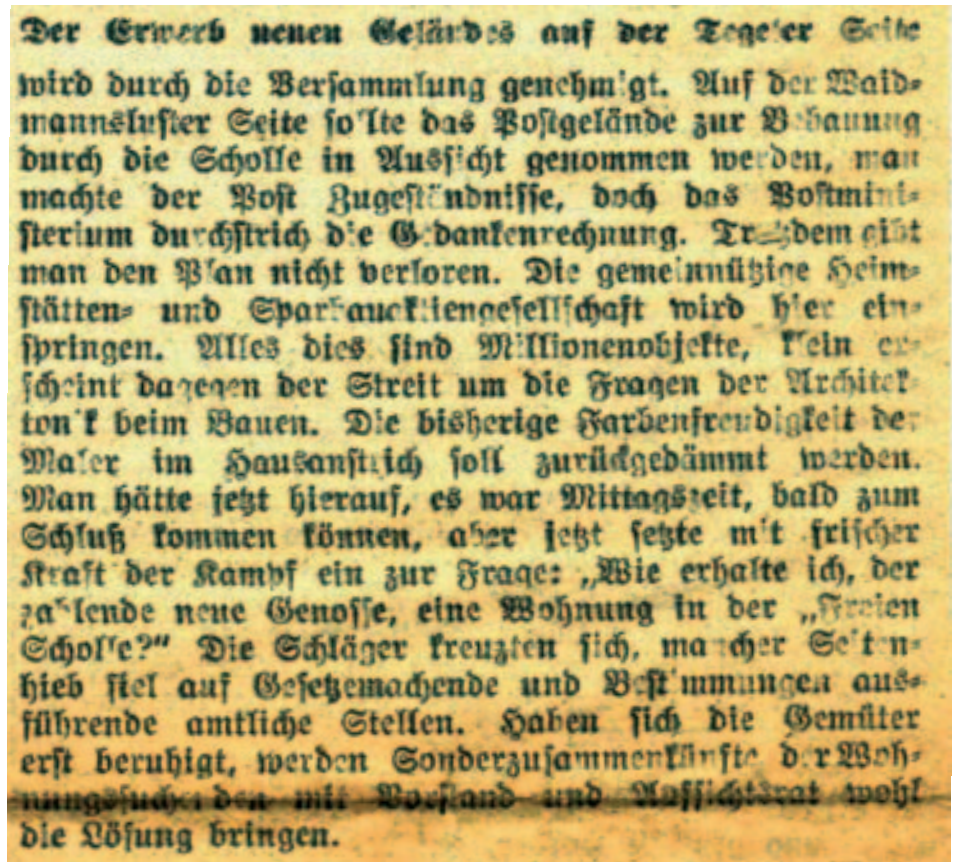 Der Erwerb neuen Geländes auf der Tegeler Seite
wird durch die Versammlung genehmigt. Auf der Waid-
mannsluster Seite sollte das Postgelände zur Bebauung
durch die Scholle in Aussicht genommen werden, man
machte der Post Zugeständnisse, doch das Postmini-
sterium durchstrich die Gedankenrechnung. Trotzdem gibt
man den Plan nicht verloren. Die gemeinnützige Heim-
stätten- und Sparbauaktiengesellschaft wird hier ein-
springen. Alles dies sind Millionenobjekte, klein er-
scheint dagegen der Streit um die Fragen der Architek-
tonik beim Bauen. Die bisherige Farbenfreudigkeit der
Maler im Hausanstrich soll zurückgedämmt werden.
Man hätte jetzt hierauf, es war Mittagszeit, bald zum
Schluß kommen können, aber jetzt setzte mit frischer
Kraft der Kampf ein zur Frage: „Wie erhalte ich, der
zahlende neue Genosse, eine Wohnung in der „Freien
Scholle?“ Die Schläger kreuzten sich, mancher Seiten-
hieb fiel auf Gesetzemachende und Bestimmungen aus-
führende amtliche Stellen. Haben sich die Gemüter
erst beruhigt, werden Sonderzusammenkünfte der Woh-
nungsuchenden mit Vorstand und Aufsichtsrat wohl
die Lösung bringen.